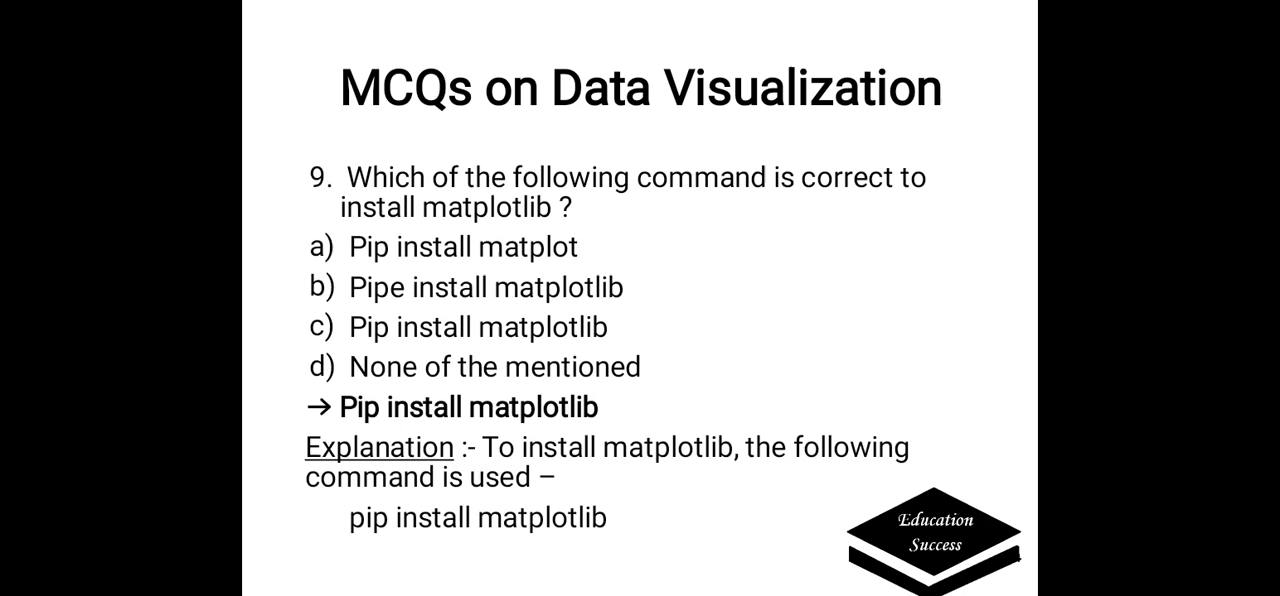 MCQs on Data Visualization
9. Which of the following command is correct to
install matplotlib ?
a) Pip install matplot
b) Pipe install matplotlib
c) Pip install matplotlib
d) None of the mentioned
→ Pip install matplotlib
Explanation :- To install matplotlib, the following
command is used –
pip install matplotlib
Education
Success